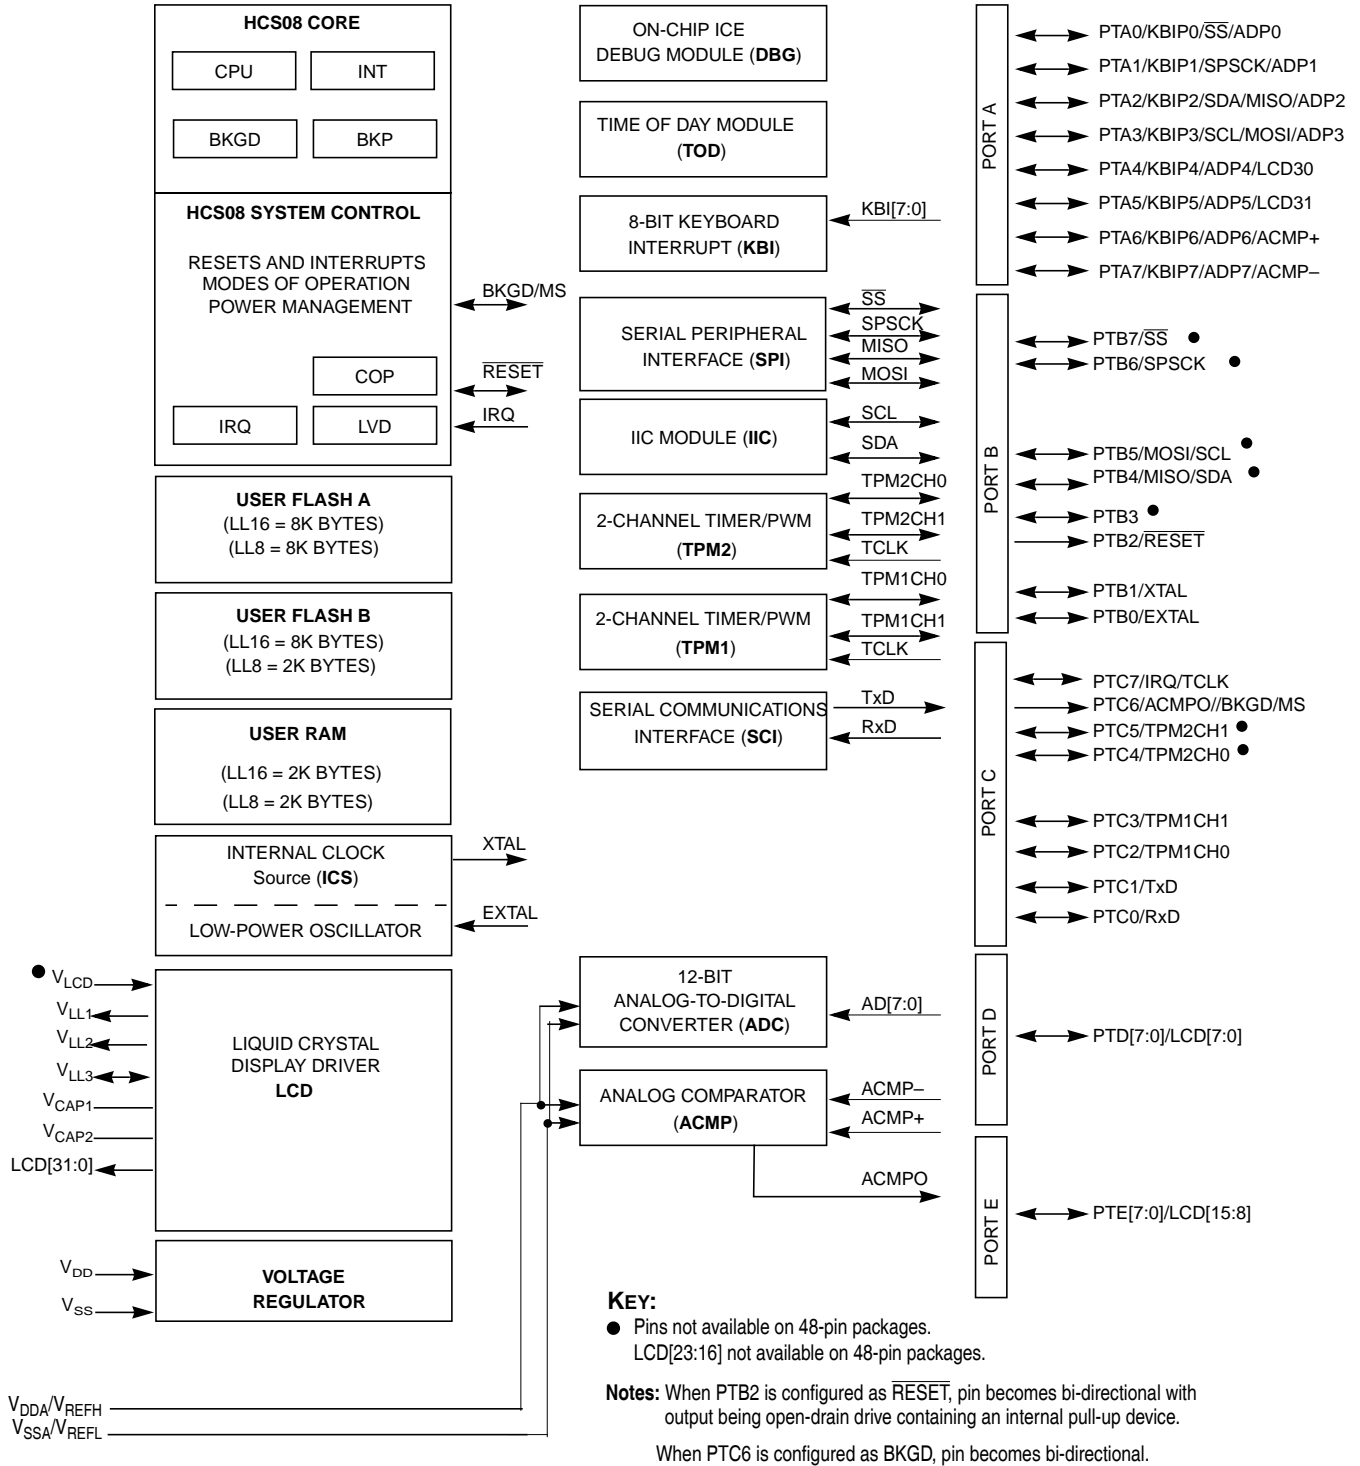 HCS08 CORE
CPU
INT
BKGD
BKP
HCS08 SYSTEM CONTROL
RESETS AND INTERRUPTS
MODES OF OPERATION
POWER MANAGEMENT
COP
IRQ
LVD
BKGD/MS
RESET
IRQ
USER FLASH A
(LL16 = 8K BYTES)
(LL8 = 8K BYTES)
USER FLASH B
(LL16 = 8K BYTES)
(LL8 = 2K BYTES)
USER RAM
(LL16 = 2K BYTES)
(LL8 = 2K BYTES)
INTERNAL CLOCK
Source (ICS)
LOW-POWER OSCILLATOR
XTAL
EXTAL
● VLCD
VLL1
VLL2
VLL3
VCAP1
VCAP2
LCD[31:0]
LIQUID CRYSTAL
DISPLAY DRIVER
LCD
VDD
VSS
VOLTAGE
REGULATOR
VDDA/VREFH
VSSA/VREFL
ON-CHIP ICE
DEBUG MODULE (DBG)
TIME OF DAY MODULE
(TOD)
8-BIT KEYBOARD
INTERRUPT (KBI)
KBI[7:0]
SERIAL PERIPHERAL
INTERFACE (SPI)
SS
SPSCK
MISO
MOSI
IIC MODULE (IIC)
SCL
SDA
2-CHANNEL TIMER/PWM
(TPM2)
TPM2CH0
TPM2CH1
TCLK
2-CHANNEL TIMER/PWM
(TPM1)
TPM1CH0
TPM1CH1
TCLK
SERIAL COMMUNICATIONS
INTERFACE (SCI)
TxD
RxD
12-BIT
ANALOG-TO-DIGITAL
CONVERTER (ADC)
AD[7:0]
ANALOG COMPARATOR
(ACMP)
ACMP–
ACMP+
ACMPO
PORT A
PTA0/KBIP0/SS/ADP0
PTA1/KBIP1/SPSCK/ADP1
PTA2/KBIP2/SDA/MISO/ADP2
PTA3/KBIP3/SCL/MOSI/ADP3
PTA4/KBIP4/ADP4/LCD30
PTA5/KBIP5/ADP5/LCD31
PTA6/KBIP6/ADP6/ACMP+
PTA7/KBIP7/ADP7/ACMP–
PORT B
PTB7/SS ●
PTB6/SPSCK ●
PTB5/MOSI/SCL ●
PTB4/MISO/SDA ●
PTB3 ●
PTB2/RESET
PTB1/XTAL
PTB0/EXTAL
PORT C
PTC7/IRQ/TCLK
PTC6/ACMPO//BKGD/MS
PTC5/TPM2CH1 ●
PTC4/TPM2CH0 ●
PTC3/TPM1CH1
PTC2/TPM1CH0
PTC1/TxD
PTC0/RxD
PORT D
PTD[7:0]/LCD[7:0]
PORT E
PTE[7:0]/LCD[15:8]
KEY:
● Pins not available on 48-pin packages.
LCD[23:16] not available on 48-pin packages.
Notes: When PTB2 is configured as RESET, pin becomes bi-directional with
output being open-drain drive containing an internal pull-up device.
When PTC6 is configured as BKGD, pin becomes bi-directional.